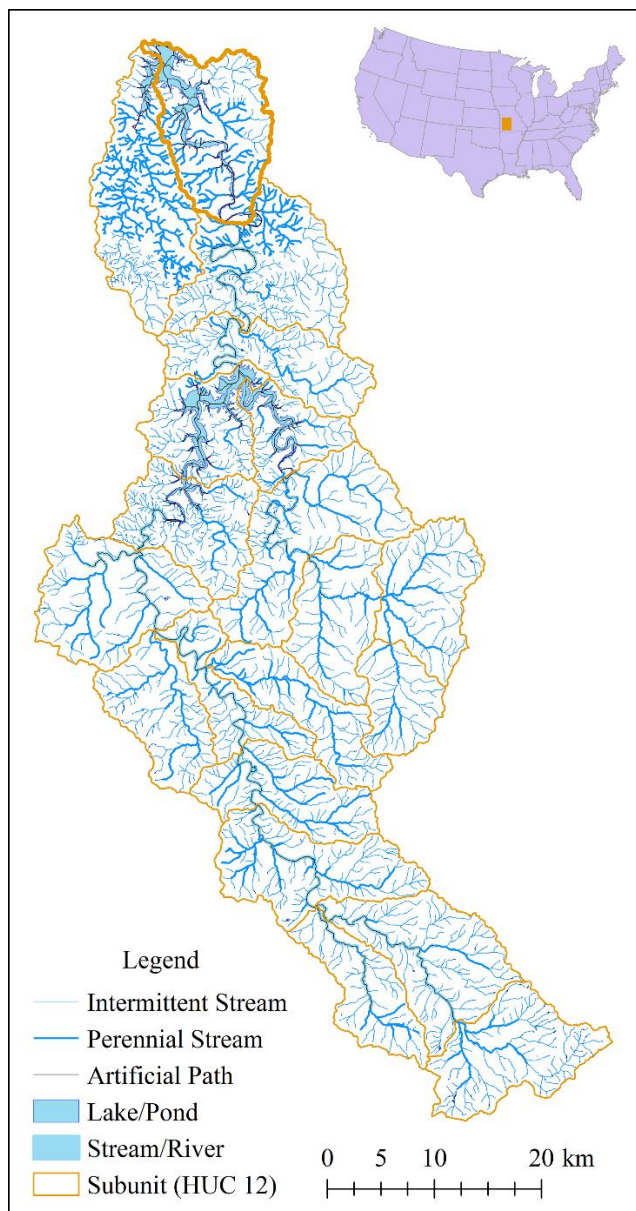 Legend
Intermittent Stream
Perennial Stream
Artificial Path
Lake/Pond
Stream/River
Subunit (HUC 12)
0 5 10 20 km